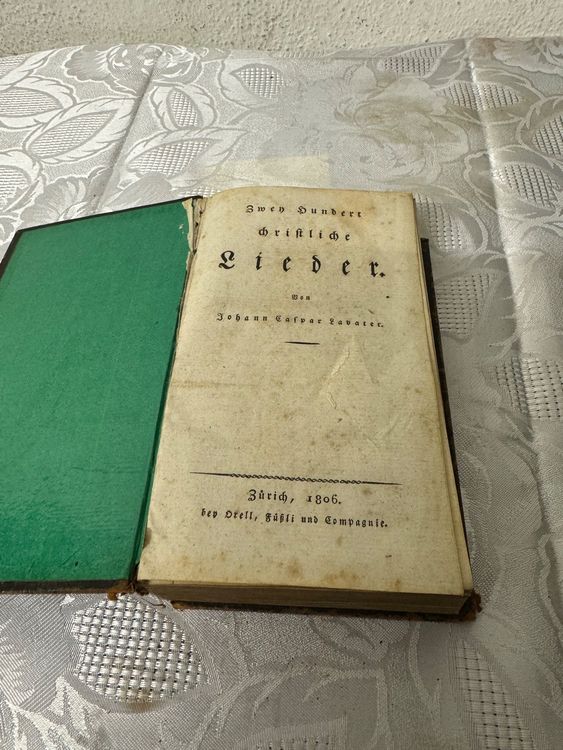 Zwey Hundert
christliche
Lieder.
Von
Johann Caspar Lavater.
Zürich, 1806.
bey Orell, Füßli und Compagnie.